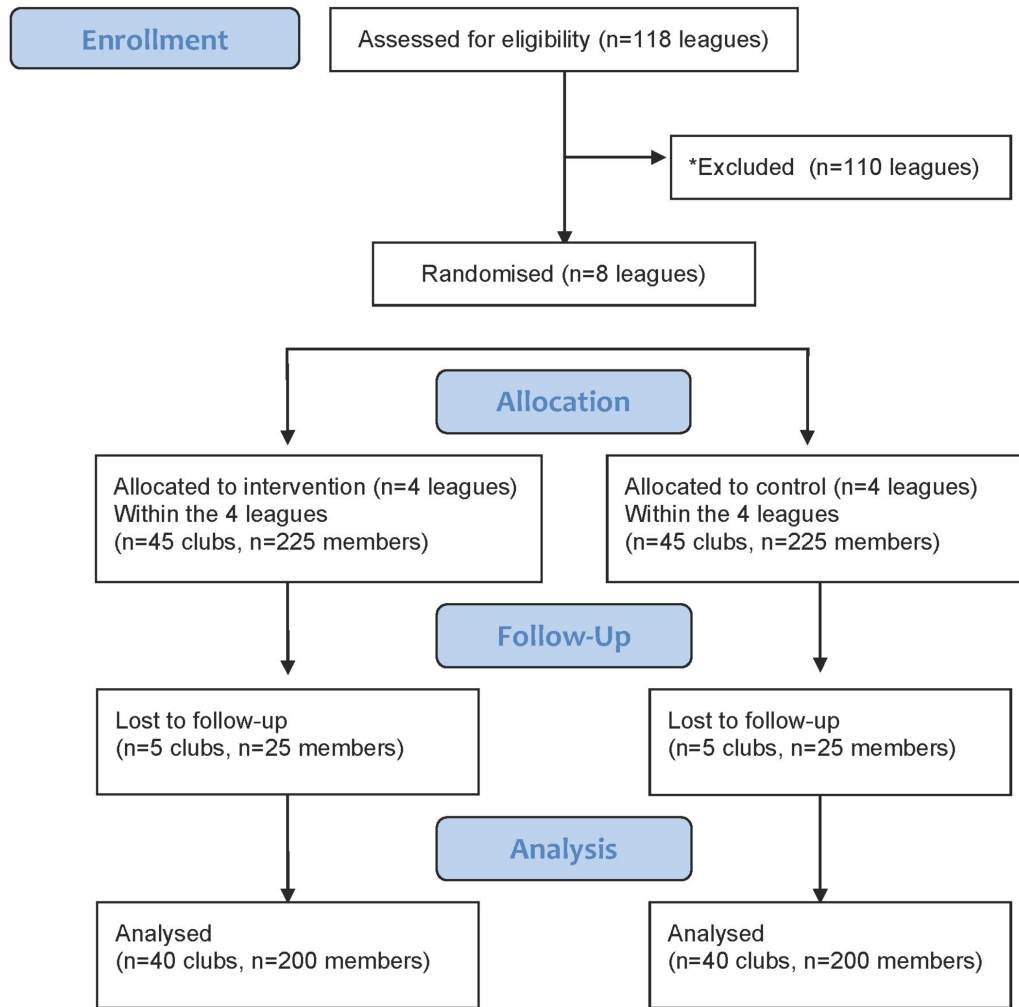 Enrollment
Assessed for eligibility (n=118 leagues)
*Excluded (n=110 leagues)
Randomised (n=8 leagues)
Allocation
Allocated to intervention (n=4 leagues)
Within the 4 leagues
(n=45 clubs, n=225 members)
Allocated to control (n=4 leagues)
Within the 4 leagues
(n=45 clubs, n=225 members)
Follow-Up
Lost to follow-up
(n=5 clubs, n=25 members)
Lost to follow-up
(n=5 clubs, n=25 members)
Analysis
Analysed
(n=40 clubs, n=200 members)
Analysed
(n=40 clubs, n=200 members)